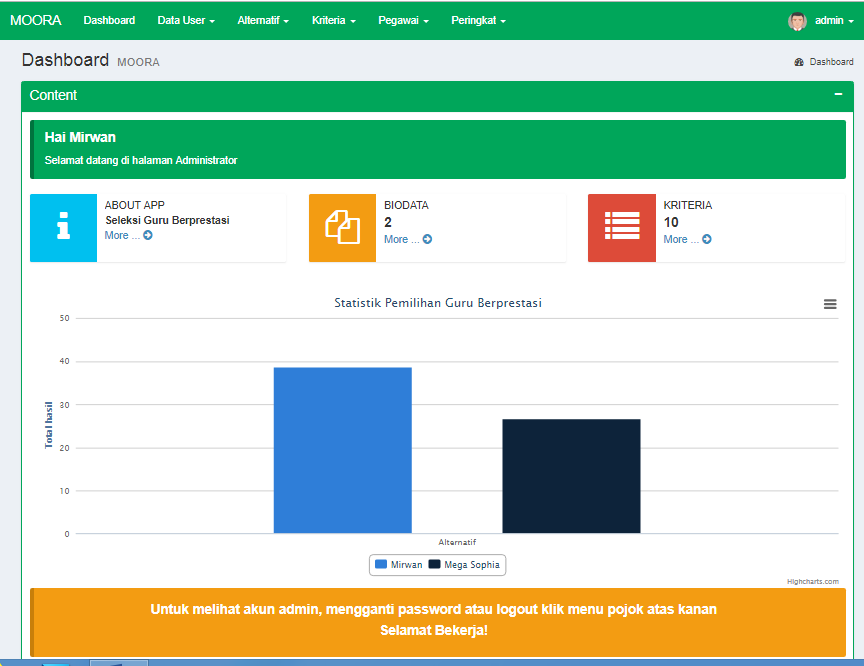 MOORA Dashboard Data User Alternatif Kriteria Pegawai Peringkat admin
Dashboard MOORA Dashboard
Content
Hai Mirwan
Selamat datang di halaman Administrator
ABOUT APP
Seleksi Guru Berprestasi
More ...
BIODATA
2
More ...
KRITERIA
10
More ...
Statistik Pemilihan Guru Berprestasi
50
40
30
20
10
0
Total hasil
Alternatif
Mirwan Mega Sophia
Highcharts.com
Untuk melihat akun admin, mengganti password atau logout klik menu pojok atas kanan
Selamat Bekerja!